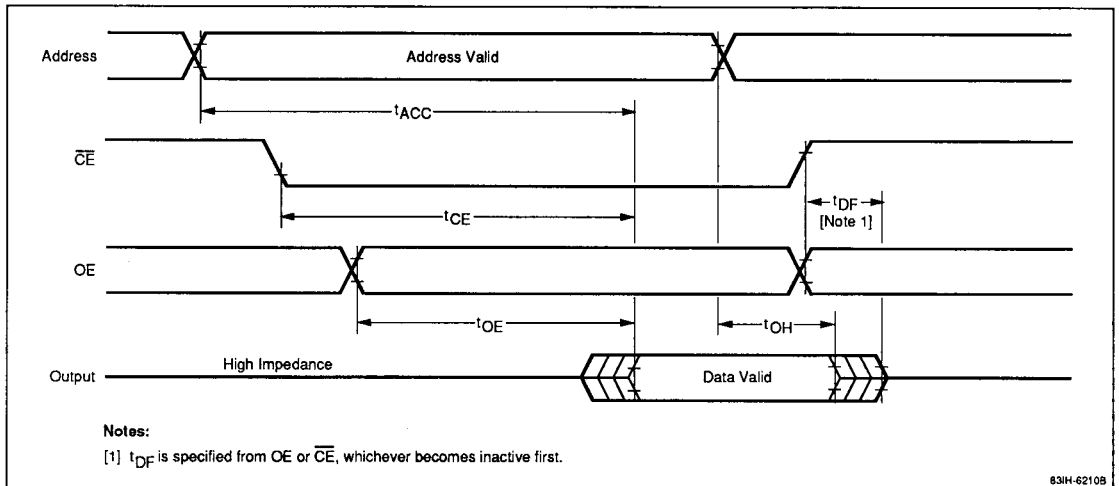 Address
Address Valid
tACC
CE
tCE
tDF
[Note 1]
OE
tOE
tOH
Output
High Impedance
Data Valid
Notes:
[1] tDF is specified from OE or CE, whichever becomes inactive first.
83IH-6210B